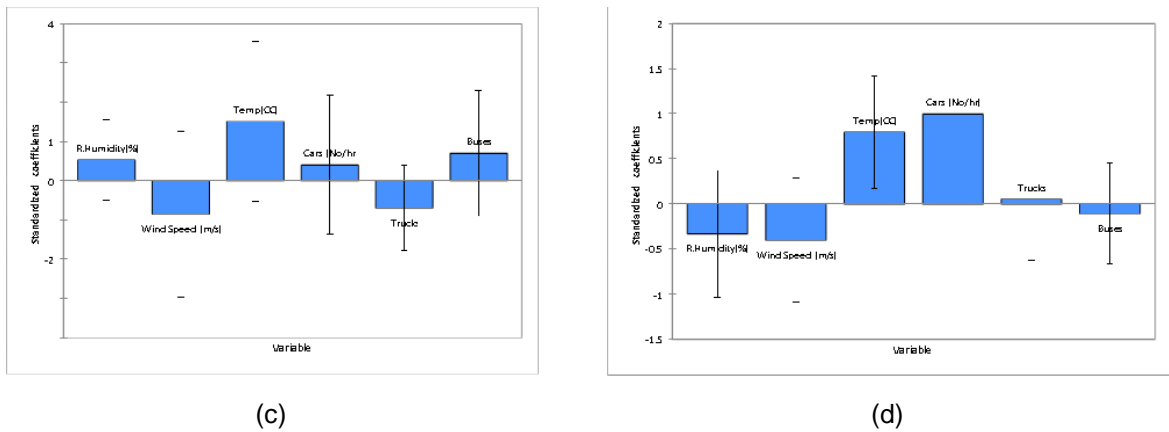 4
1
0
-2
Standardized coefficients
R.Humidity(%)
Wind Speed (m/s)
Temp(CC)
Cars (No/hr
Trucks
Buses
Variable
(c)
2
1.5
1
0.5
0
-0.5
-1
-1.5
Standardized coefficients
R.Humidity(%)
Wind Speed (m/s)
Temp(CC)
Cars (No/hr)
Trucks
Buses
Variable
(d)